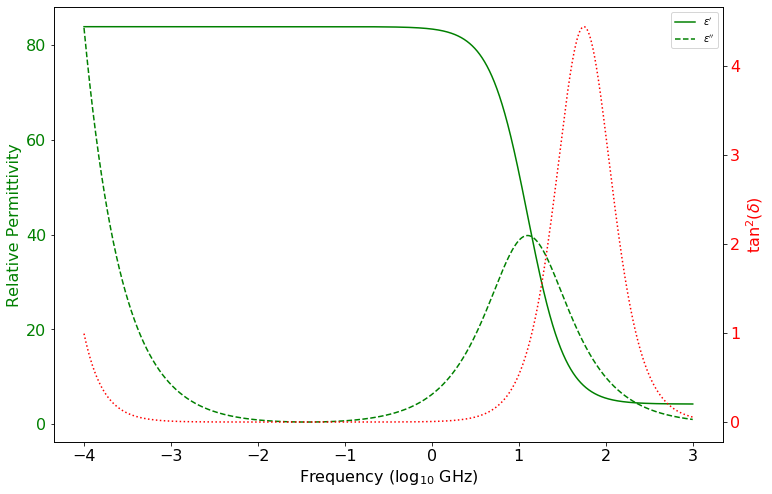 ε′
ε′′
80
60
40
20
0
Relative Permittivity
4
3
2
1
0
tan²(δ)
−4 −3 −2 −1 0 1 2 3
Frequency (log₁₀ GHz)